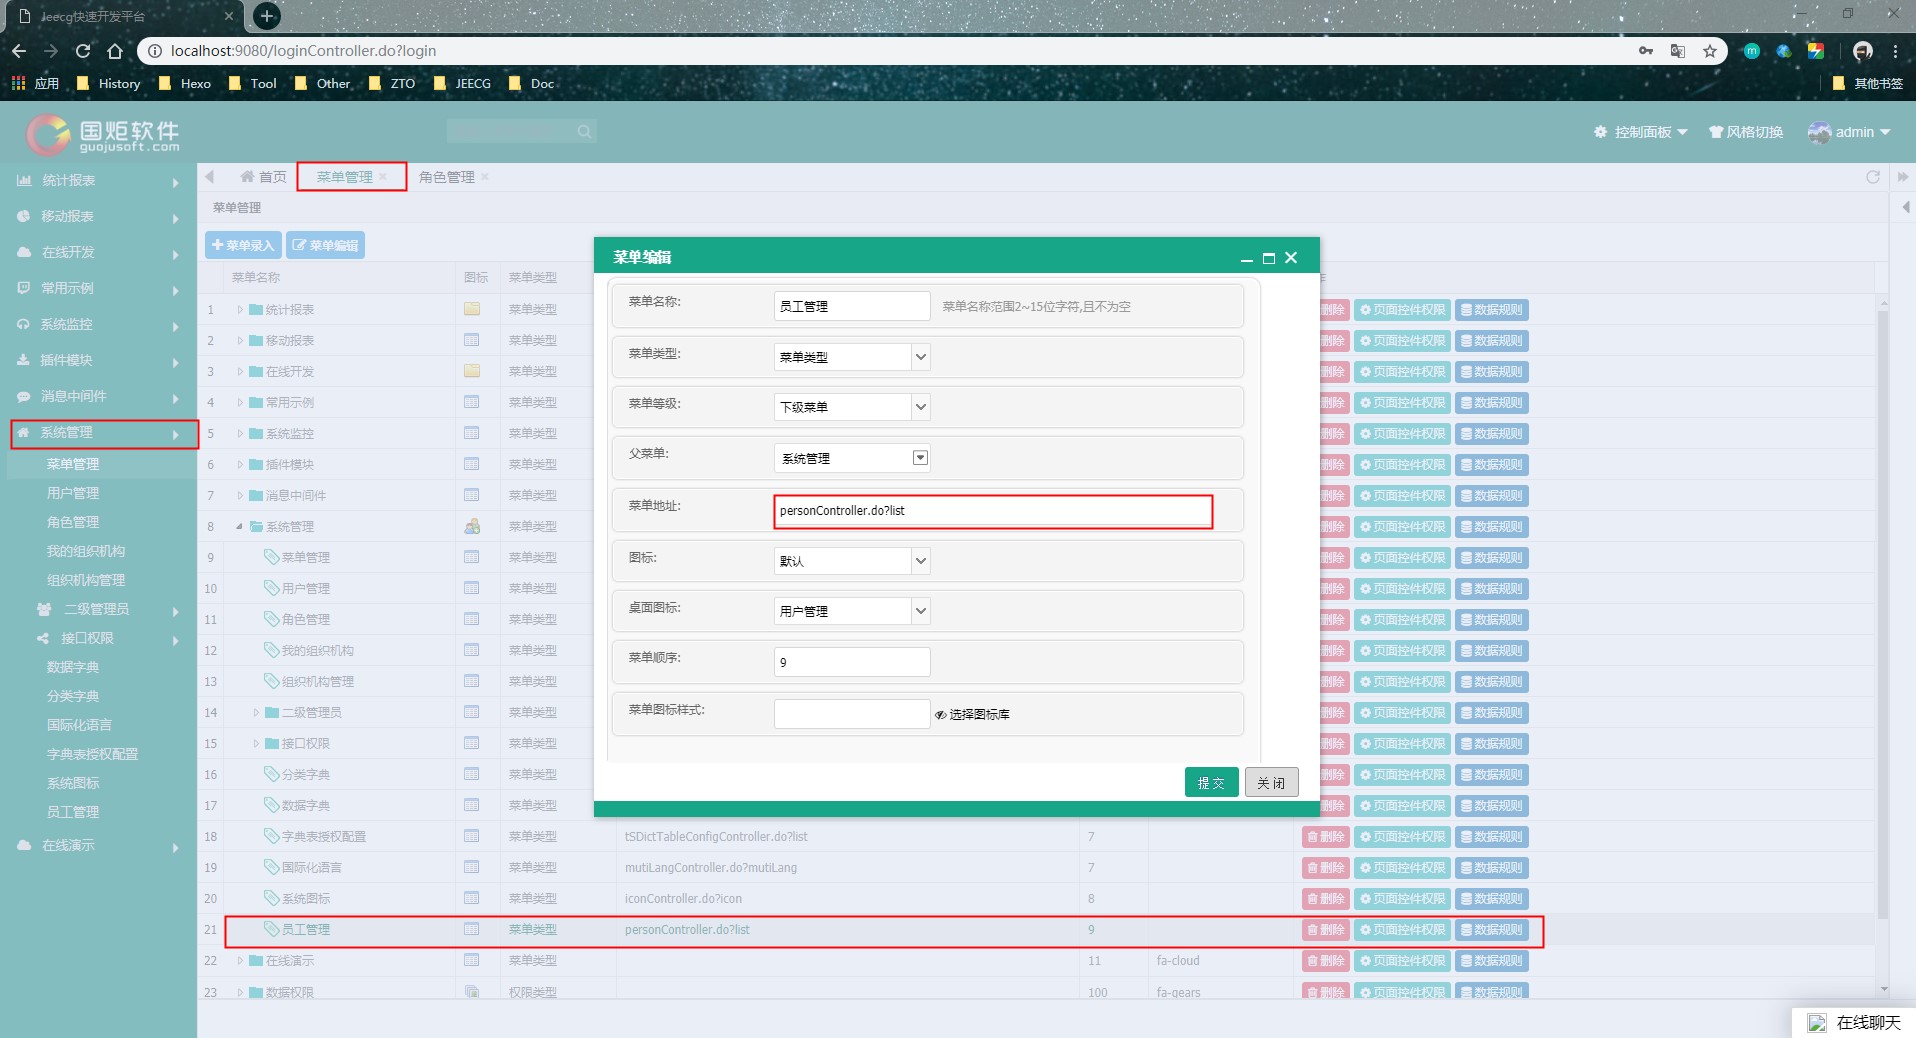 Jeecg快速开发平台
localhost:9080/loginController.do?login
应用 History Hexo Tool Other ZTO JEECG Doc 其他书签
国炬软件
guojusoft.com
控制面板 风格切换 admin
统计报表
移动报表
在线开发
常用示例
系统监控
插件模块
消息中间件
系统管理
菜单管理
用户管理
角色管理
我的组织机构
组织机构管理
二级管理员
接口权限
数据字典
分类字典
国际化语言
字典表授权配置
系统图标
员工管理
在线演示
首页 菜单管理 角色管理
菜单管理
菜单录入 菜单编辑
菜单名称 图标 菜单类型
1 统计报表 菜单类型 删除 页面控件权限 数据规则
2 移动报表 菜单类型 删除 页面控件权限 数据规则
3 在线开发 菜单类型 删除 页面控件权限 数据规则
4 常用示例 菜单类型 删除 页面控件权限 数据规则
5 系统监控 菜单类型 删除 页面控件权限 数据规则
6 插件模块 菜单类型 删除 页面控件权限 数据规则
7 消息中间件 菜单类型 删除 页面控件权限 数据规则
8 系统管理 菜单类型 删除 页面控件权限 数据规则
9 菜单管理 菜单类型 删除 页面控件权限 数据规则
10 用户管理 菜单类型 删除 页面控件权限 数据规则
11 角色管理 菜单类型 删除 页面控件权限 数据规则
12 我的组织机构 菜单类型 删除 页面控件权限 数据规则
13 组织机构管理 菜单类型 删除 页面控件权限 数据规则
14 二级管理员 菜单类型 删除 页面控件权限 数据规则
15 接口权限 菜单类型 删除 页面控件权限 数据规则
16 分类字典 菜单类型 删除 页面控件权限 数据规则
17 数据字典 菜单类型 删除 页面控件权限 数据规则
18 字典表授权配置 菜单类型 tSDictTableConfigController.do?list 7 删除 页面控件权限 数据规则
19 国际化语言 菜单类型 mutiLangController.do?mutiLang 7 删除 页面控件权限 数据规则
20 系统图标 菜单类型 iconController.do?icon 8 删除 页面控件权限 数据规则
21 员工管理 菜单类型 personController.do?list 9 删除 页面控件权限 数据规则
22 在线演示 菜单类型 11 fa-cloud 删除 页面控件权限 数据规则
23 数据权限 权限类型 100 fa-gears 删除 页面控件权限 数据规则
菜单编辑
菜单名称: 员工管理 菜单名称范围2~15位字符,且不为空
菜单类型: 菜单类型
菜单等级: 下级菜单
父菜单: 系统管理
菜单地址: personController.do?list
图标: 默认
桌面图标: 用户管理
菜单顺序: 9
菜单图标样式: 选择图标库
提交 关闭
在线聊天